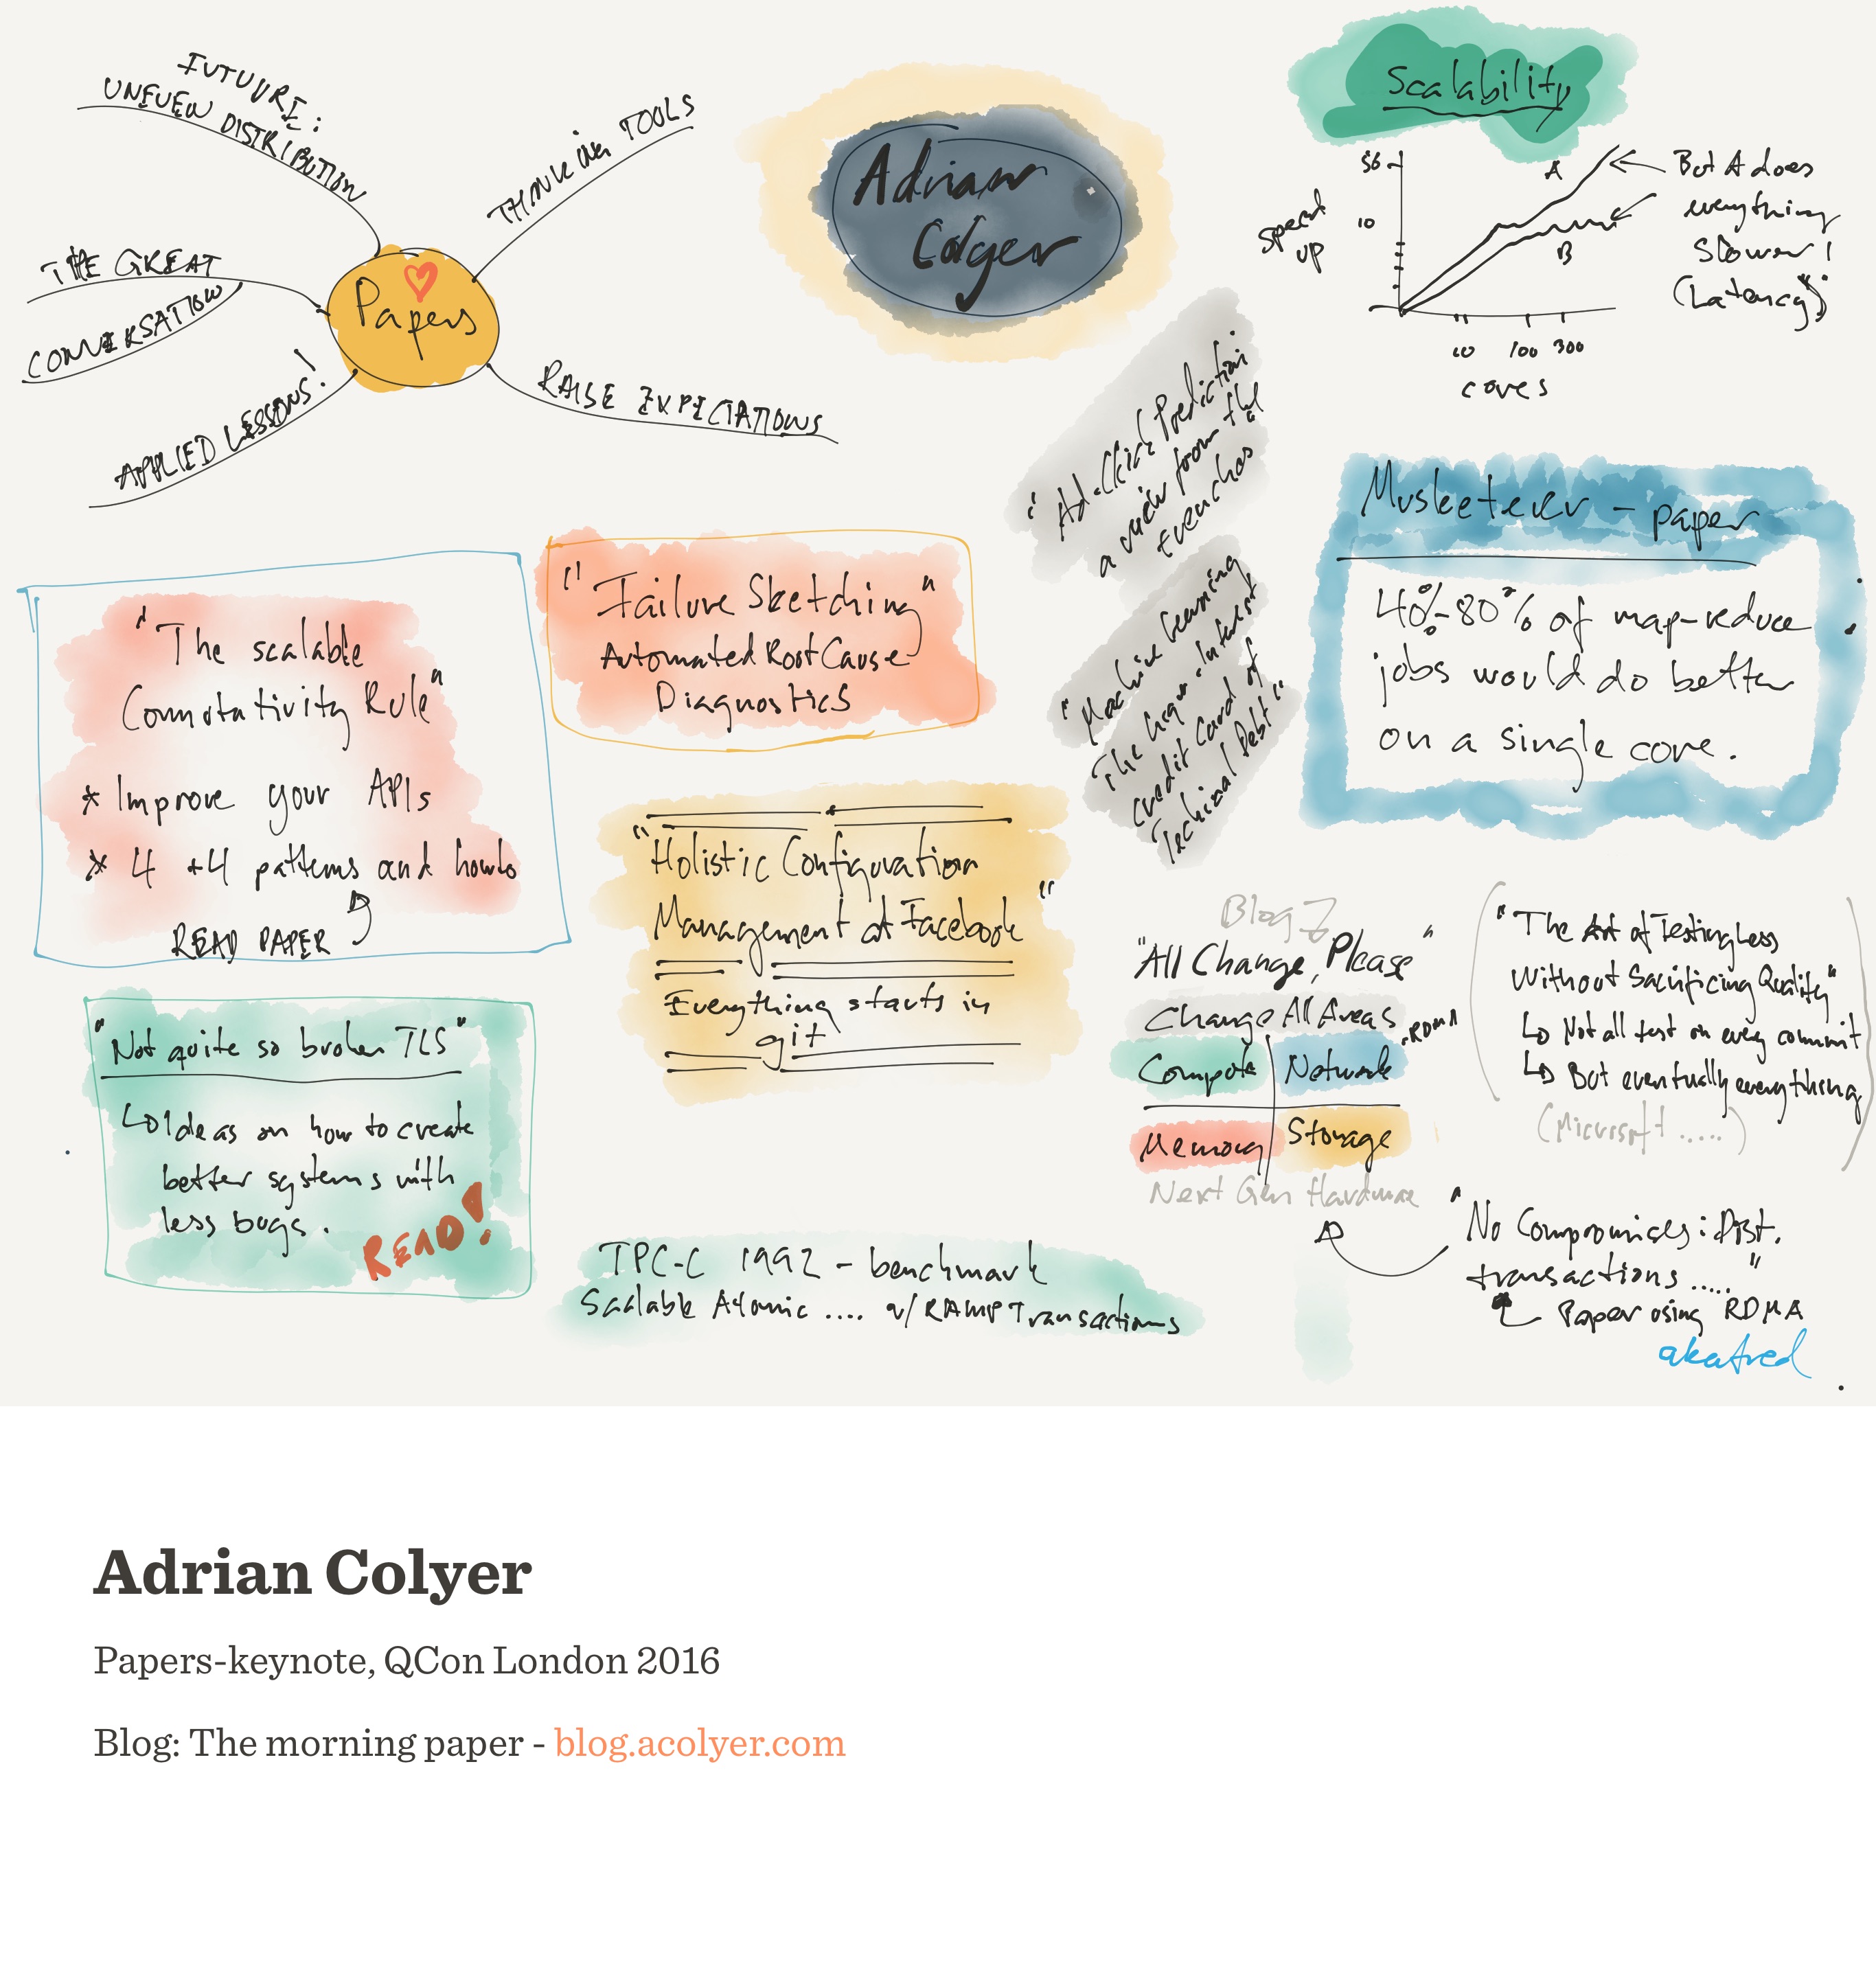 FUTURE:
UNEVEN DISTRIBUTION
THINKING TOOLS
THE GREAT
CONVERSATION
Papers
APPLIED LESSONS!
RAISE EXPECTATIONS
Adrian
Colyer
Scalability
56
10
Speed
up
A
B
10 100 300
cores
But A does
everything
slower!
(Latency)
"Ad-Click Prediction
a view from the
trenches
"Machine Learning
The high-interest
credit card of
Technical Debt"
Musketeer - paper
40%-80% of map-reduce
jobs would do better
on a single core.
"The scalable
Commutativity Rule"
* Improve your APIs
* 4 +4 patterns and howto
READ PAPER
"Failure Sketching"
Automated Root Cause
Diagnostics
"Holistic Configuration
Management at Facebook"
Everything starts in
git
"Not quite so broken TLS"
Ideas on how to create
better systems with
less bugs.
READ!
TPC-C 1992 - benchmark
Scalable Atomic .... w/ RAMP Transactions
Blog
"All Change, Please"
Change All Areas
Compute Network RDMA
Memory Storage
Next Gen Hardware
"The Art of Testing Less
Without Sacrificing Quality"
Not all test on every commit
But eventually everything
(Microsoft .....)
"No Compromises: Dist.
transactions ....."
Paper using RDMA
akafred
Adrian Colyer
Papers-keynote, QCon London 2016
Blog: The morning paper - blog.acolyer.com